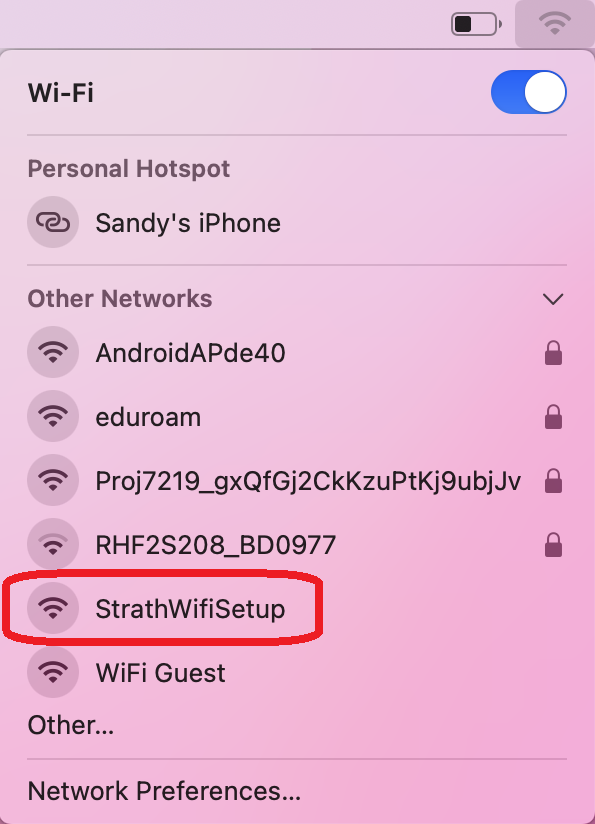 Wi-Fi
Personal Hotspot
Sandy's iPhone
Other Networks
AndroidAPde40
eduroam
Proj7219_gxQfGj2CkKzuPtKj9ubjJv
RHF2S208_BD0977
StrathWifiSetup
WiFi Guest
Other...
Network Preferences...